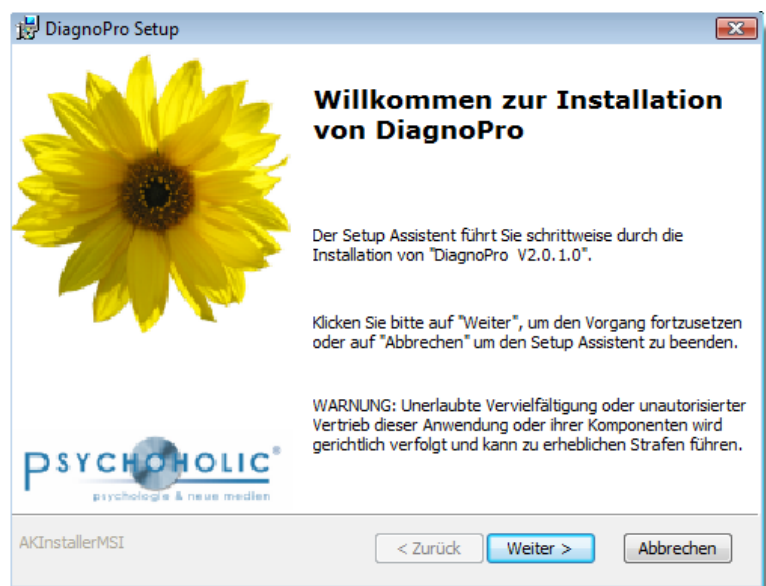 DiagnoPro Setup
Willkommen zur Installation
von DiagnoPro
Der Setup Assistent führt Sie schrittweise durch die
Installation von "DiagnoPro  V2.0.1.0".
Klicken Sie bitte auf "Weiter", um den Vorgang fortzusetzen
oder auf "Abbrechen" um den Setup Assistent zu beenden.
WARNUNG: Unerlaubte Vervielfältigung oder unautorisierter
Vertrieb dieser Anwendung oder ihrer Komponenten wird
gerichtlich verfolgt und kann zu erheblichen Strafen führen.
PSYCHOHOLIC®
psychologie & neue medien
AKInstallerMSI
< Zurück
Weiter >
Abbrechen